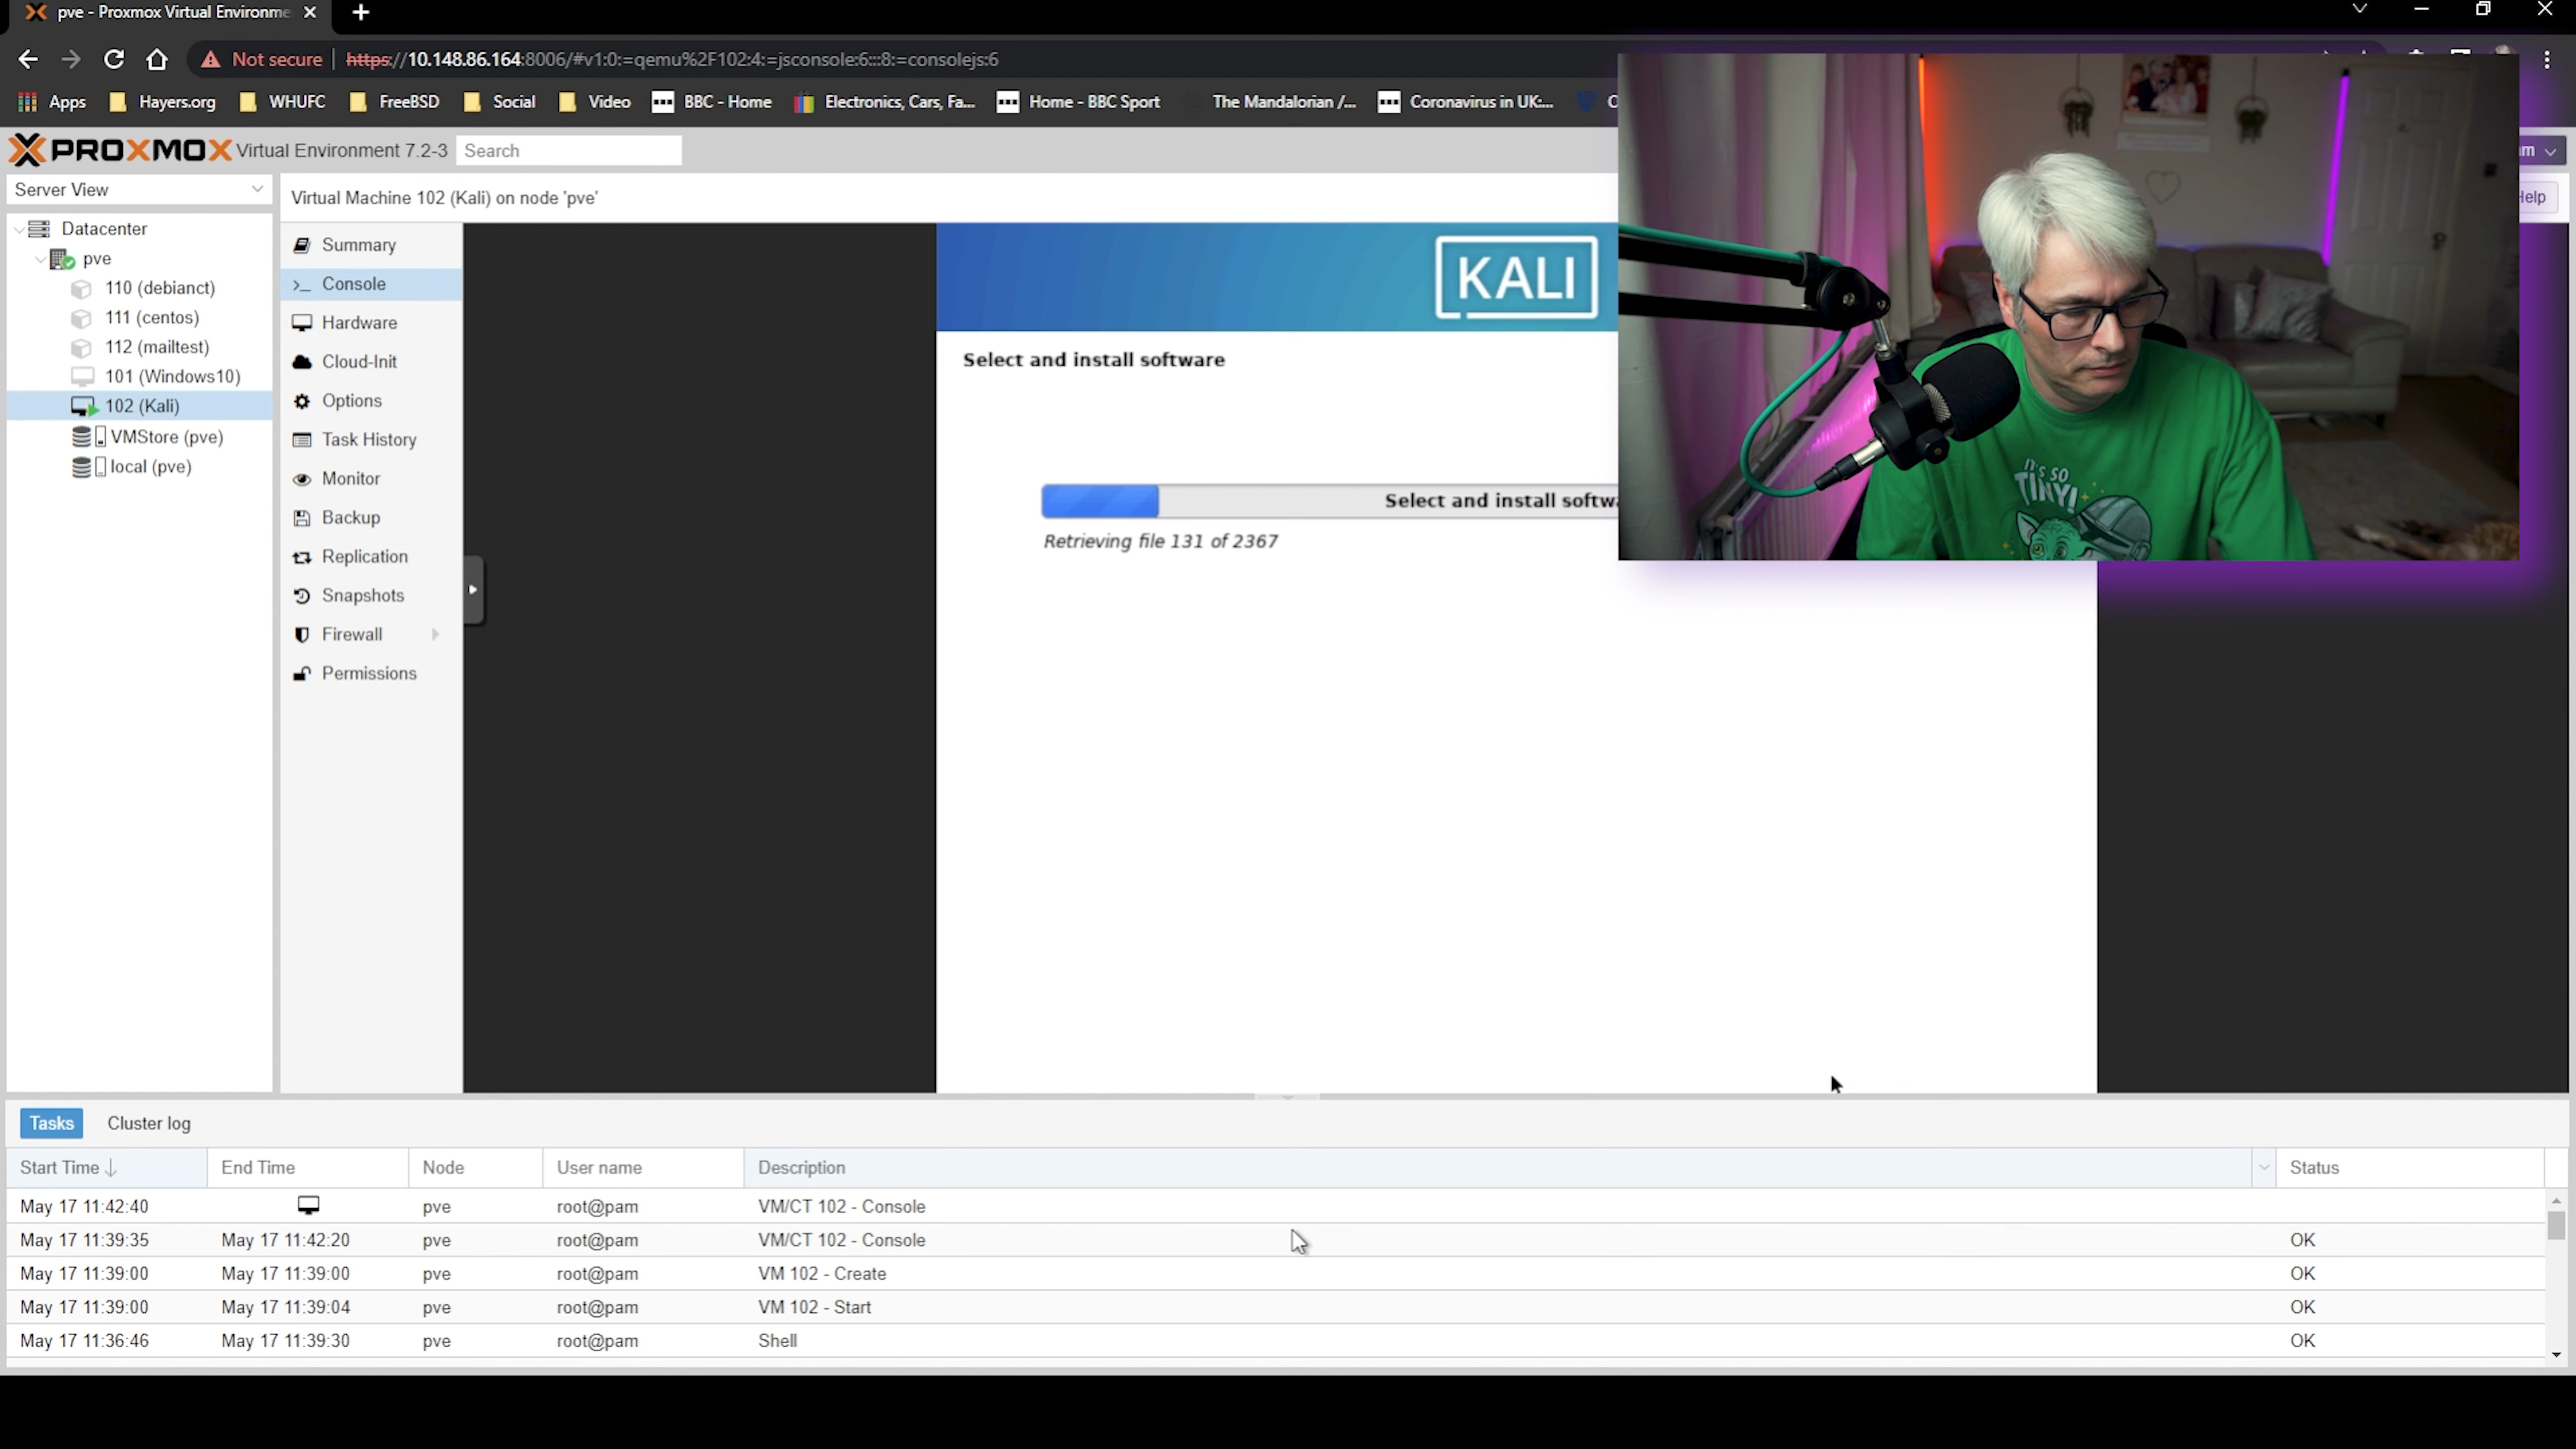 pve - Proxmox Virtual Environme
Not secure https://10.148.86.164:8006/#v1:0:=qemu%2F102:4:=jsconsole:6:::8:=consolejs:6
Apps Hayers.org WHUFC FreeBSD Social Video BBC - Home Electronics, Cars, Fa... Home - BBC Sport The Mandalorian /... Coronavirus in UK:...
PROXMOX Virtual Environment 7.2-3 Search
Server View
Virtual Machine 102 (Kali) on node 'pve'
Help
Datacenter
pve
110 (debianct)
111 (centos)
112 (mailtest)
101 (Windows10)
102 (Kali)
VMStore (pve)
local (pve)
Summary
>_ Console
Hardware
Cloud-Init
Options
Task History
Monitor
Backup
Replication
Snapshots
Firewall
Permissions
KALI
Select and install software
Select and install softwa
Retrieving file 131 of 2367
IT'S SO
TINY!
Tasks Cluster log
Start Time End Time Node User name Description Status
May 17 11:42:40 pve root@pam VM/CT 102 - Console
May 17 11:39:35 May 17 11:42:20 pve root@pam VM/CT 102 - Console OK
May 17 11:39:00 May 17 11:39:00 pve root@pam VM 102 - Create OK
May 17 11:39:00 May 17 11:39:04 pve root@pam VM 102 - Start OK
May 17 11:36:46 May 17 11:39:30 pve root@pam Shell OK